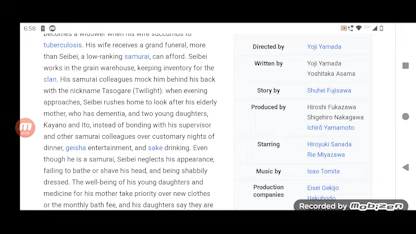 6:58
becomes a widower when his wife succumbs to
tuberculosis. His wife receives a grand funeral, more
than Seibei, a low-ranking samurai, can afford. Seibei
works in the grain warehouse, keeping inventory for the
clan. His samurai colleagues mock him behind his back
with the nickname Tasogare (Twilight): when evening
approaches, Seibei rushes home to look after his elderly
mother, who has dementia, and two young daughters,
Kayano and Ito, instead of bonding with his supervisor
and other samurai colleagues over customary nights of
dinner, geisha entertainment, and sake drinking. Even
though he is a samurai, Seibei neglects his appearance,
failing to bathe or shave his head, and being shabbily
dressed. The well-being of his young daughters and
medicine for his mother take priority over new clothes
or the monthly bath fee, and his daughters say they are
Directed by Yoji Yamada
Written by Yoji Yamada
Yoshitaka Asama
Story by Shuhei Fujisawa
Produced by Hiroshi Fukazawa
Shigehiro Nakagawa
Ichirō Yamamoto
Starring Hiroyuki Sanada
Rie Miyazawa
Music by Isao Tomita
Production Eisei Gekijo
companies Hakuhodo
Recorded by Mobizen